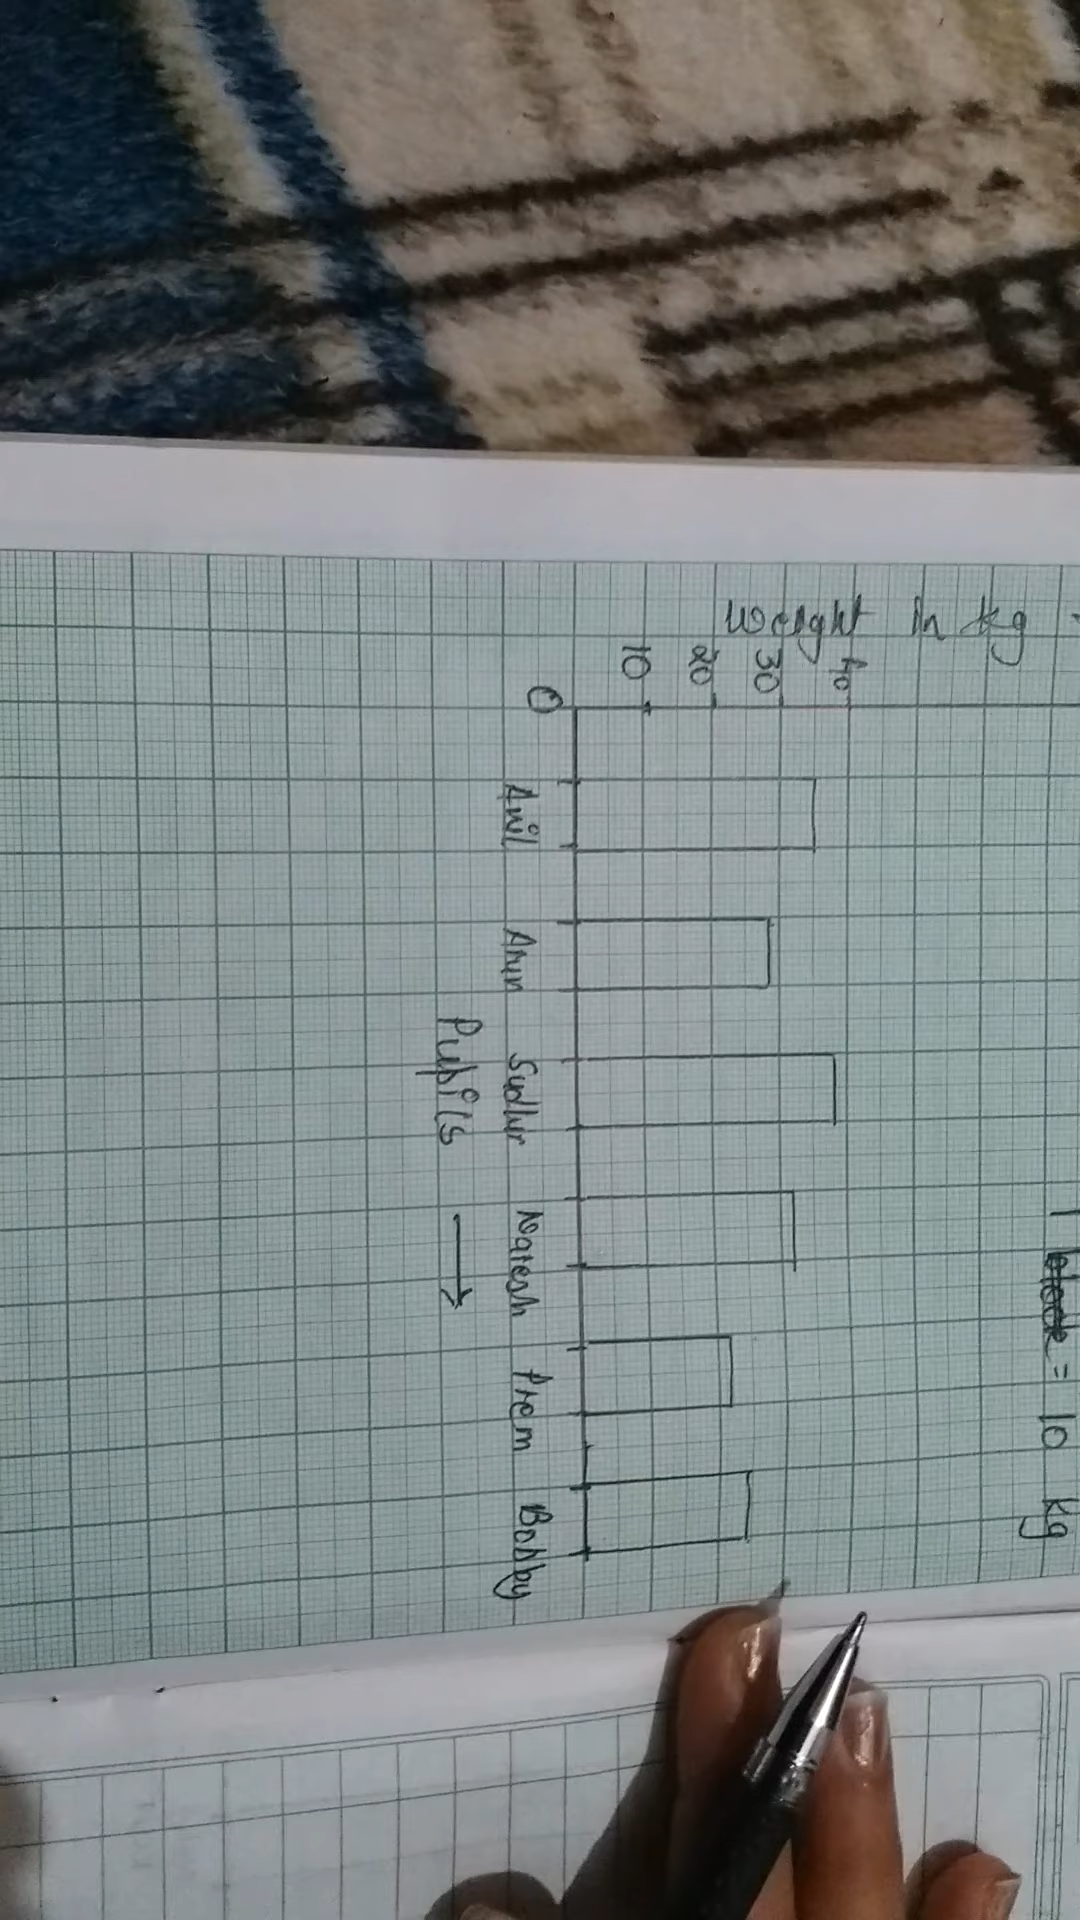 1 block = 10 kg
Weight in kg
40
30
20
10
0
Anil Arun Sudhir Natesh Prem Bobby
Pupils →